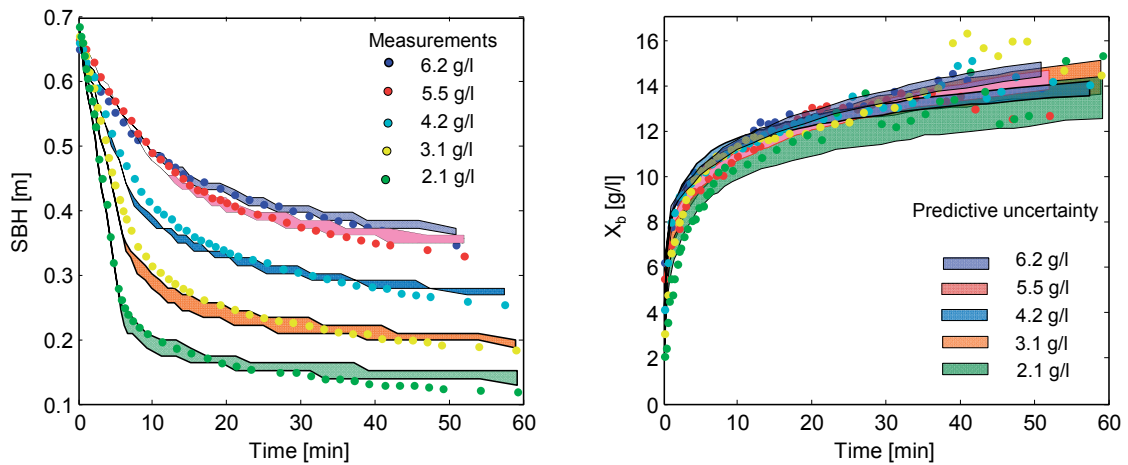 0.7
0.6
0.5
0.4
0.3
0.2
0.1
SBH [m]
0
10
20
30
40
50
60
Time [min]
Measurements
6.2 g/l
5.5 g/l
4.2 g/l
3.1 g/l
2.1 g/l
16
14
12
10
8
6
4
2
0
X_b [g/l]
0
10
20
30
40
50
60
Time [min]
Predictive uncertainty
6.2 g/l
5.5 g/l
4.2 g/l
3.1 g/l
2.1 g/l